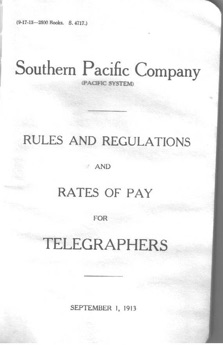 (9-17-13—2500 Books. S. 4717.)
Southern Pacific Company
(PACIFIC SYSTEM)
RULES AND REGULATIONS
AND
RATES OF PAY
FOR
TELEGRAPHERS
SEPTEMBER 1, 1913